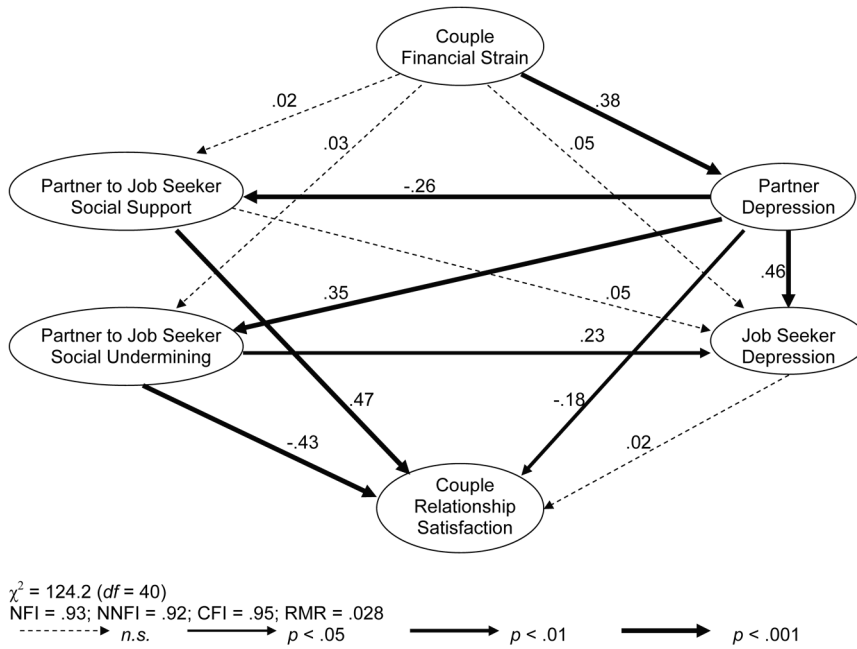 Couple
Financial Strain
.02
.38
.03
.05
Partner to Job Seeker
Social Support
-.26
Partner
Depression
.46
.35
.05
Partner to Job Seeker
Social Undermining
.23
Job Seeker
Depression
.47
-.18
-.43
.02
Couple
Relationship
Satisfaction
χ² = 124.2 (df = 40)
NFI = .93; NNFI = .92; CFI = .95; RMR = .028
n.s. p < .05 p < .01 p < .001